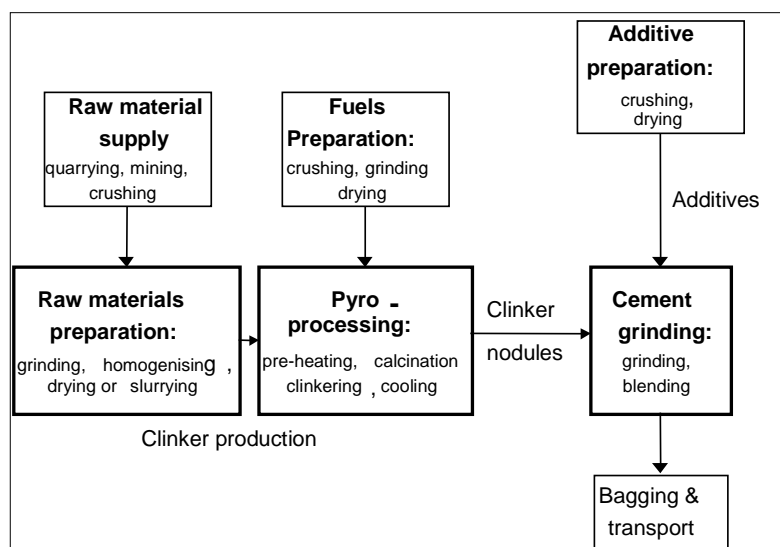 Raw material
supply
quarrying, mining,
crushing
Fuels
Preparation:
crushing, grinding
drying
Additive
preparation:
crushing,
drying
Additives
Raw materials
preparation:
grinding, homogenising ,
drying or slurrying
Pyro -
processing:
pre-heating, calcination
clinkering , cooling
Clinker
nodules
Cement
grinding:
grinding,
blending
Clinker production
Bagging &
transport